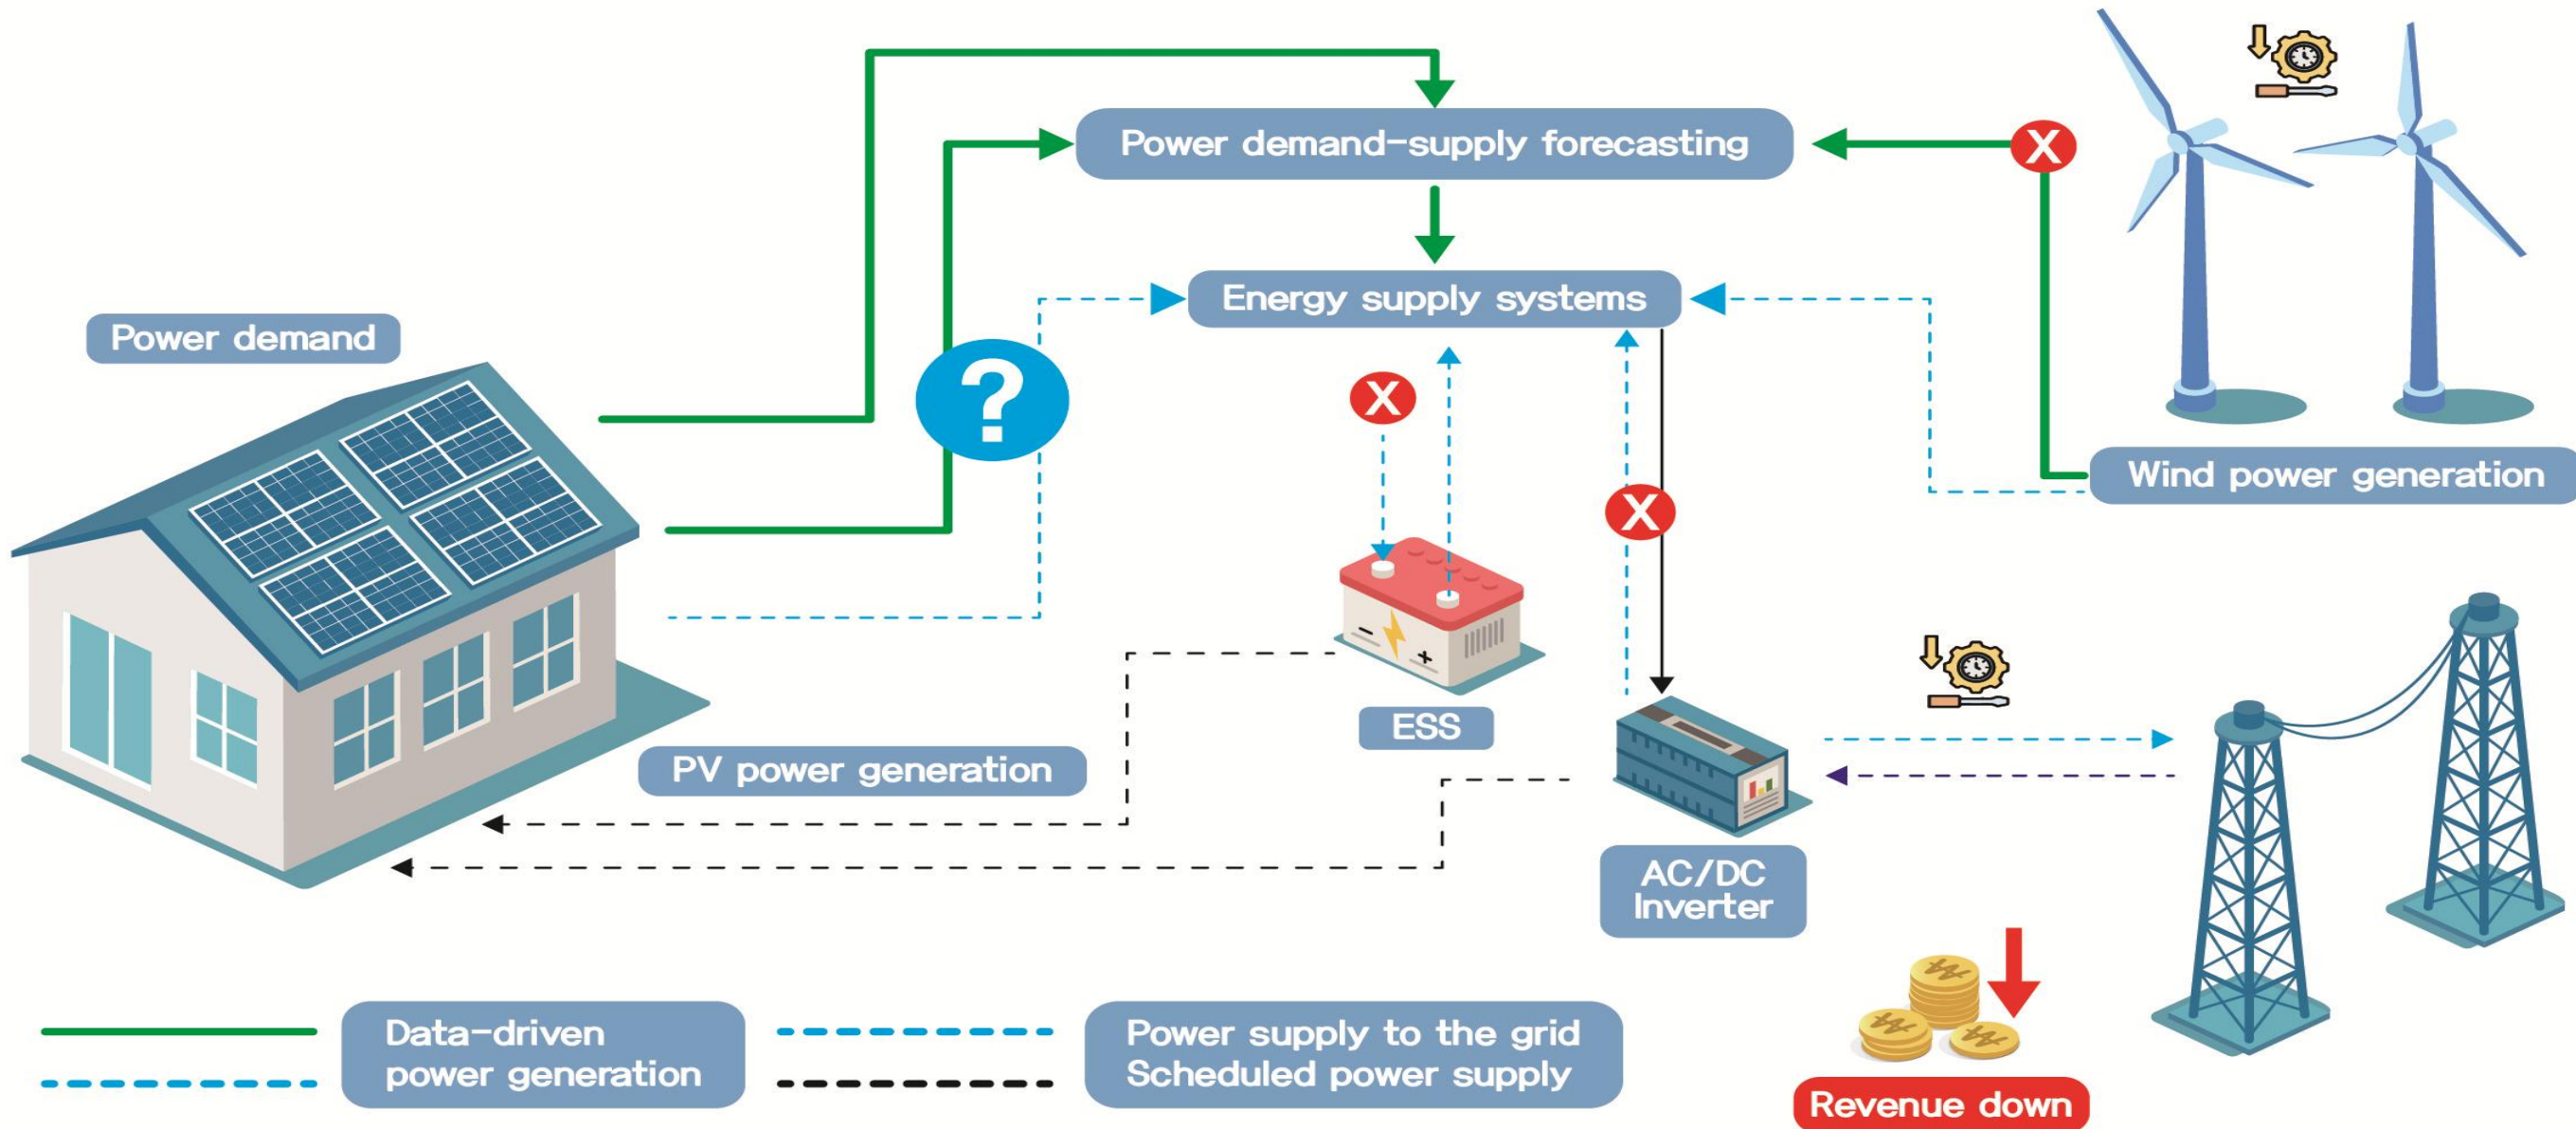 Power demand-supply forecasting
X
Energy supply systems
Power demand
?
X
Wind power generation
X
- +
ESS
PV power generation
AC/DC
Inverter
Data-driven
power generation
Power supply to the grid
Scheduled power supply
₩
₩ ₩
Revenue down